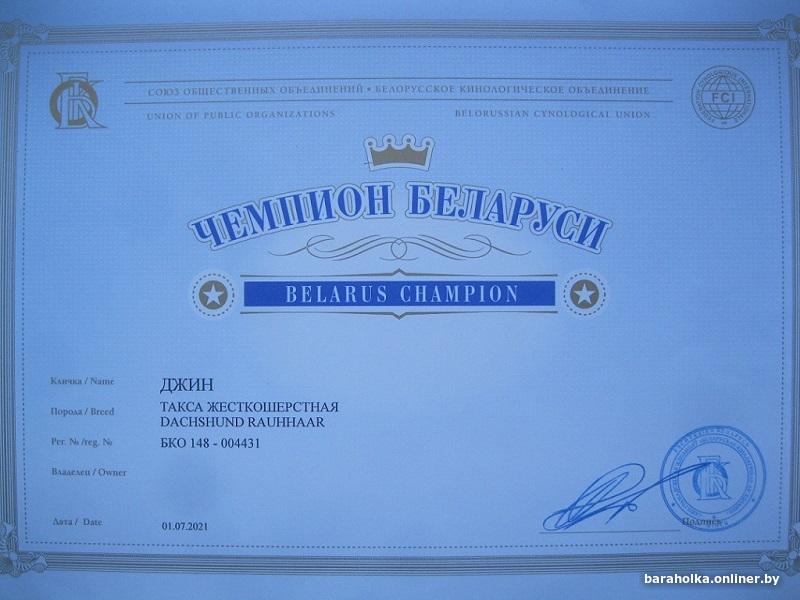 СОЮЗ ОБЩЕСТВЕННЫХ ОБЪЕДИНЕНИЙ • БЕЛОРУССКОЕ КИНОЛОГИЧЕСКОЕ ОБЪЕДИНЕНИЕ
UNION OF PUBLIC ORGANIZATIONS BELORUSSIAN CYNOLOGICAL UNION
FCI
ЧЕМПИОН БЕЛАРУСИ
BELARUS CHAMPION
Кличка / Name ДЖИН
Порода / Breed ТАКСА ЖЕСТКОШЕРСТНАЯ
DACHSHUND RAUHHAAR
Рег. № /reg. № БКО 148 - 004431
Владелец / Owner
Дата / Date 01.07.2021
Подпись
baraholka.onliner.by